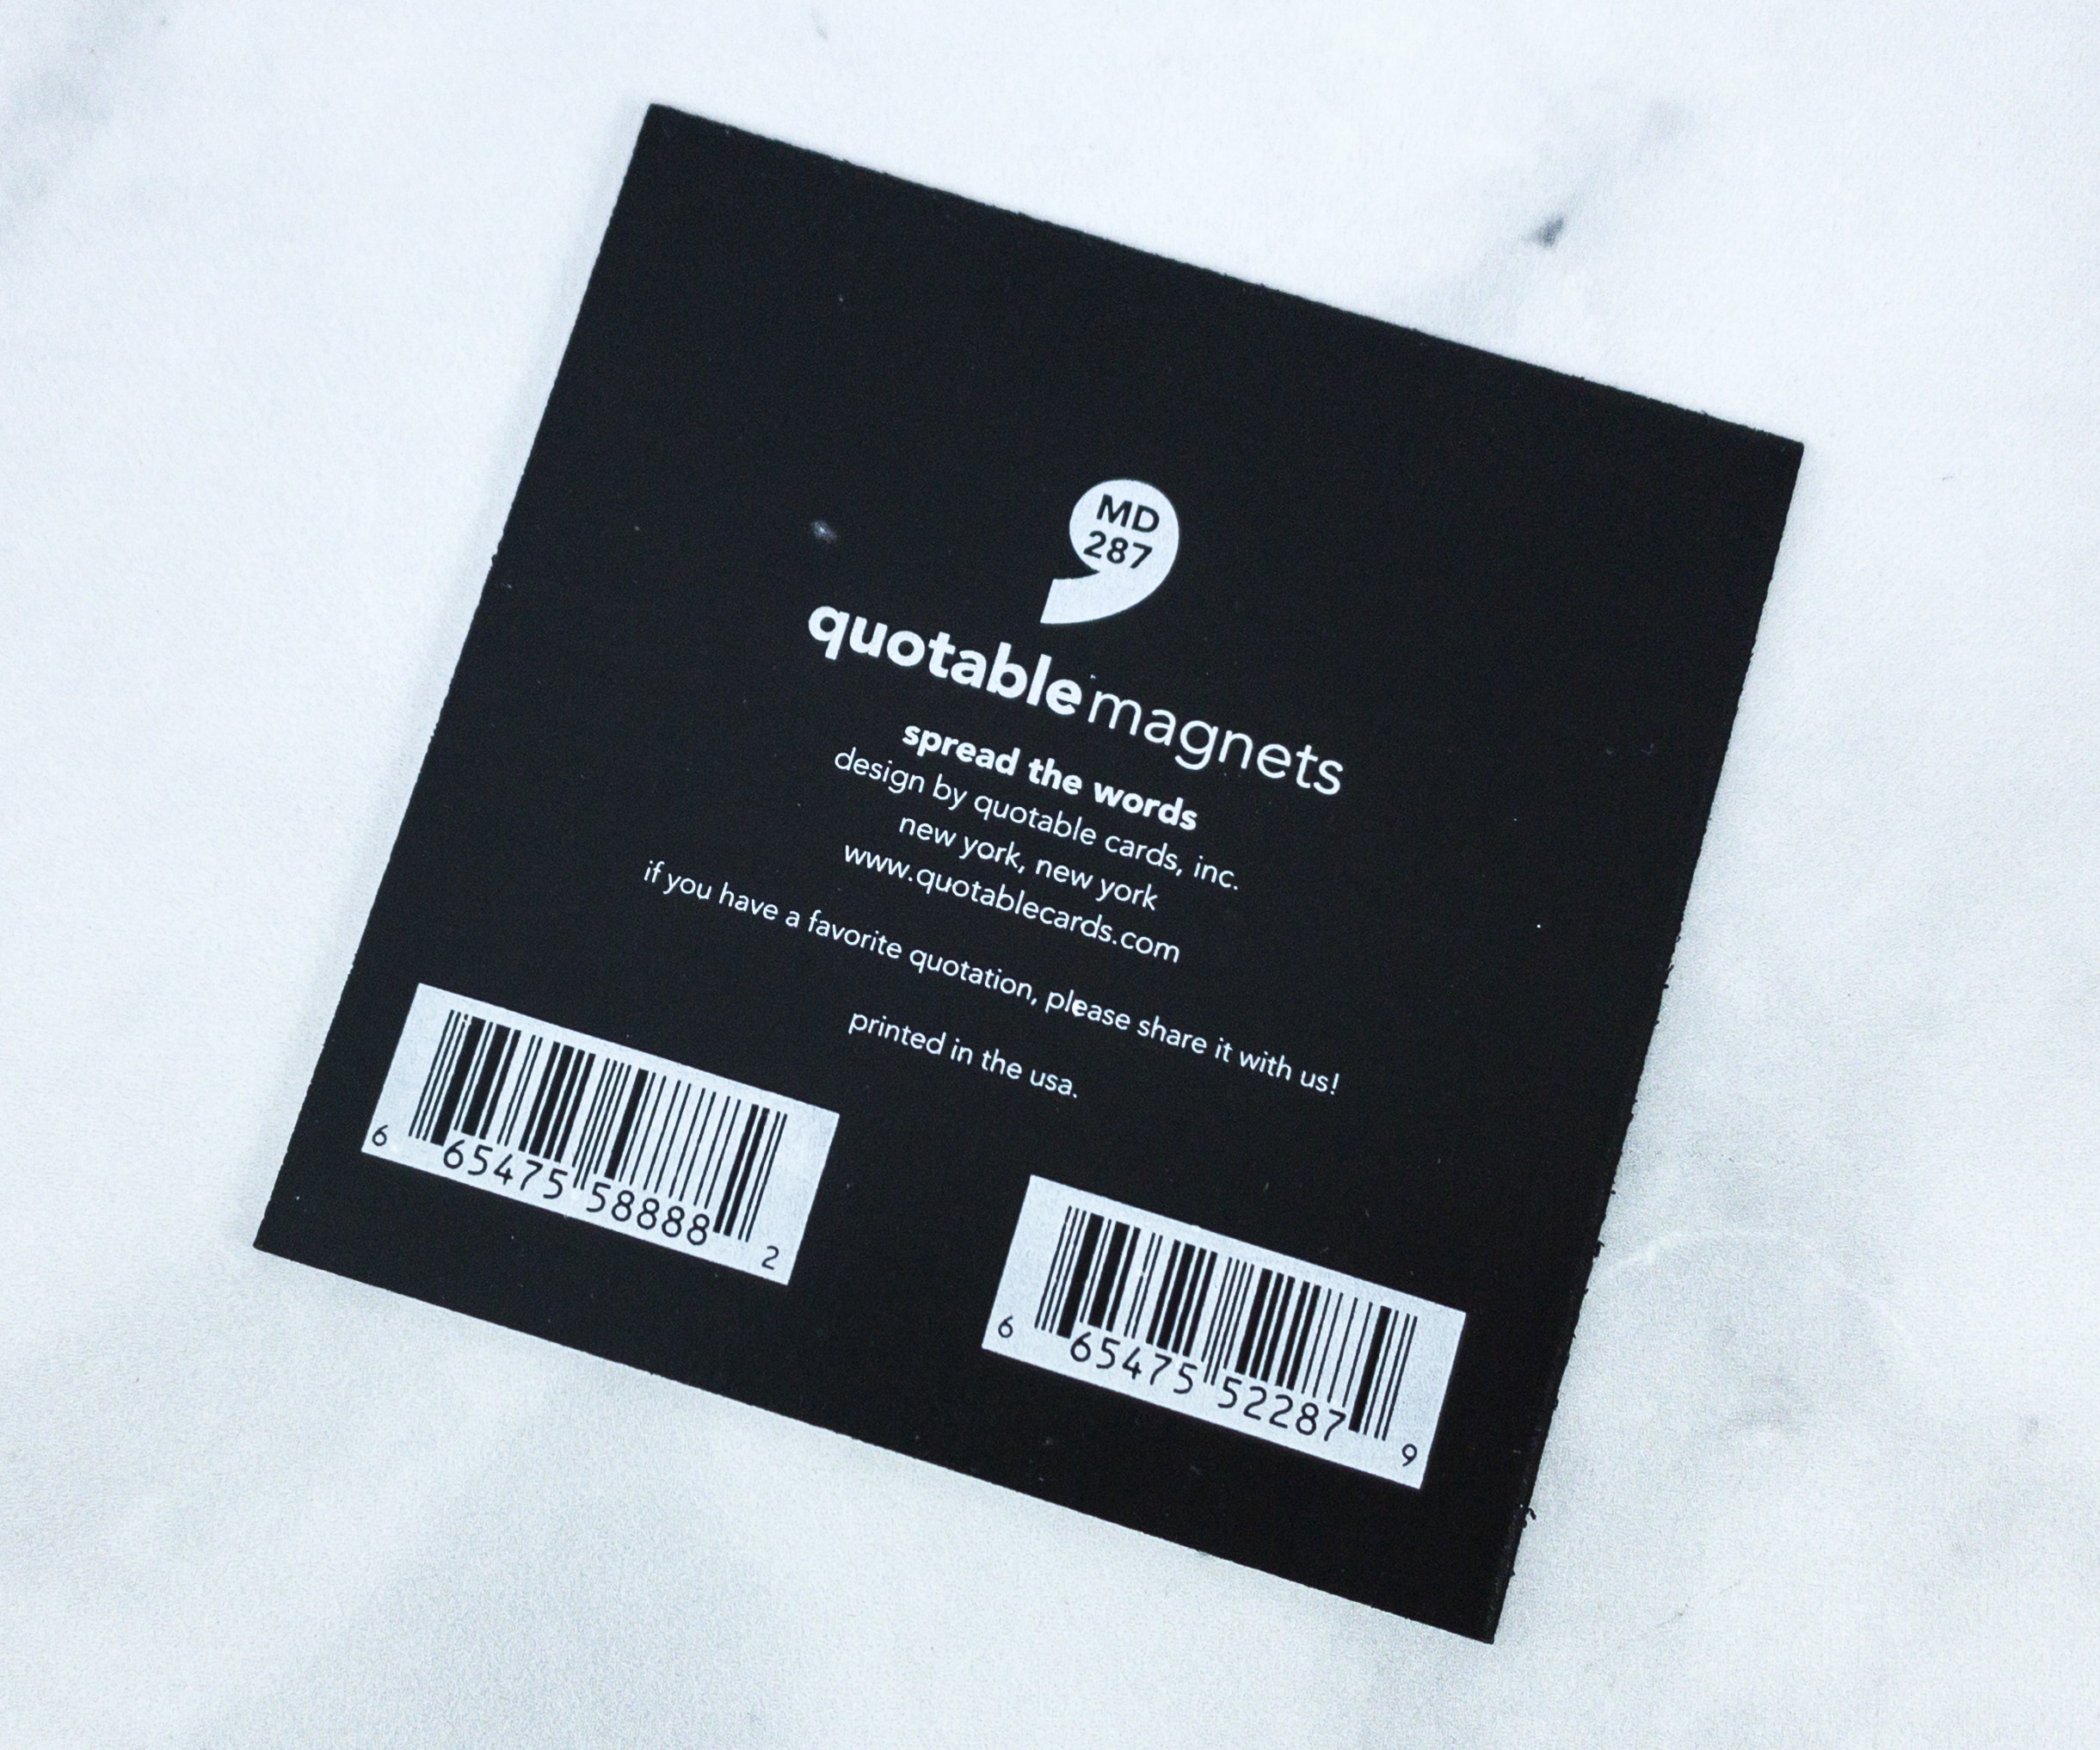 MD
287
quotablemagnets
spread the words
design by quotable cards, inc.
new york, new york
www.quotablecards.com
if you have a favorite quotation, please share it with us!
printed in the usa.
6 65475 58888 2
6 65475 52287 9